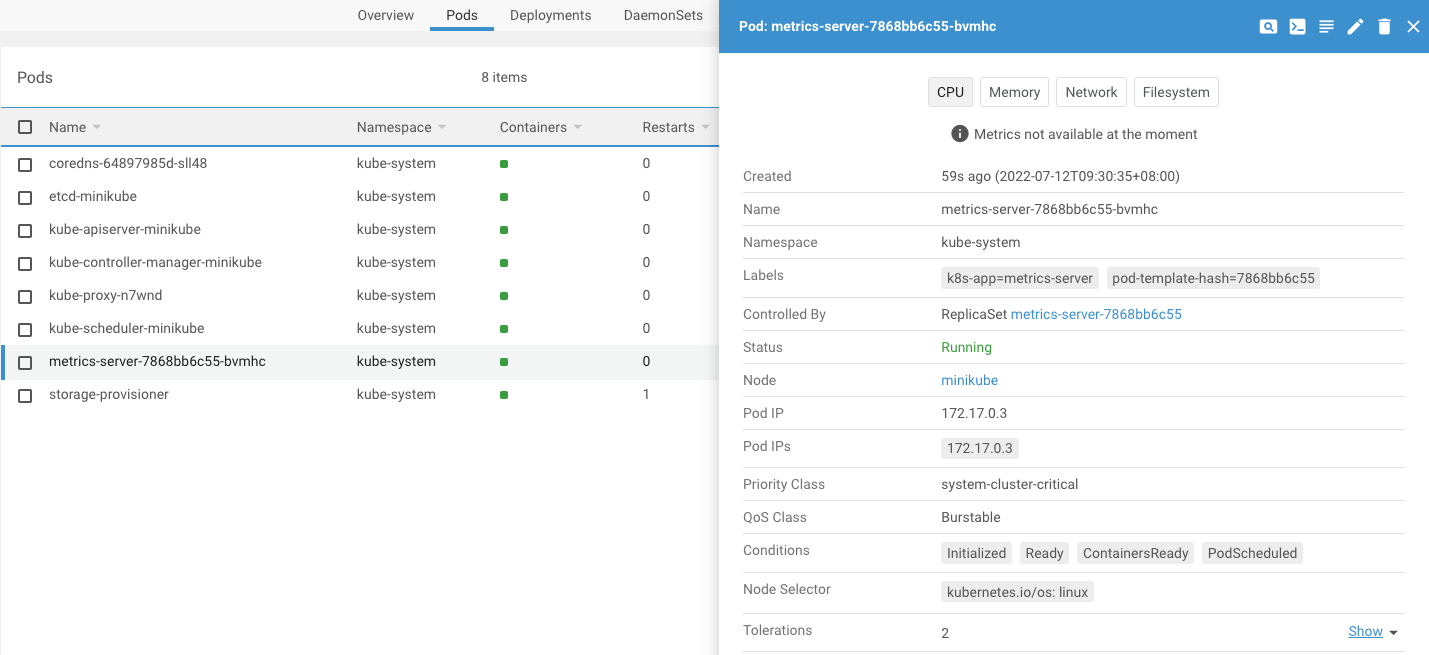 Overview Pods Deployments DaemonSets
Pods 8 items
Name Namespace Containers Restarts
coredns-64897985d-sll48 kube-system 0
etcd-minikube kube-system 0
kube-apiserver-minikube kube-system 0
kube-controller-manager-minikube kube-system 0
kube-proxy-n7wnd kube-system 0
kube-scheduler-minikube kube-system 0
metrics-server-7868bb6c55-bvmhc kube-system 0
storage-provisioner kube-system 1
Pod: metrics-server-7868bb6c55-bvmhc
CPU Memory Network Filesystem
Metrics not available at the moment
Created 59s ago (2022-07-12T09:30:35+08:00)
Name metrics-server-7868bb6c55-bvmhc
Namespace kube-system
Labels k8s-app=metrics-server pod-template-hash=7868bb6c55
Controlled By ReplicaSet metrics-server-7868bb6c55
Status Running
Node minikube
Pod IP 172.17.0.3
Pod IPs 172.17.0.3
Priority Class system-cluster-critical
QoS Class Burstable
Conditions Initialized Ready ContainersReady PodScheduled
Node Selector kubernetes.io/os: linux
Tolerations 2 Show